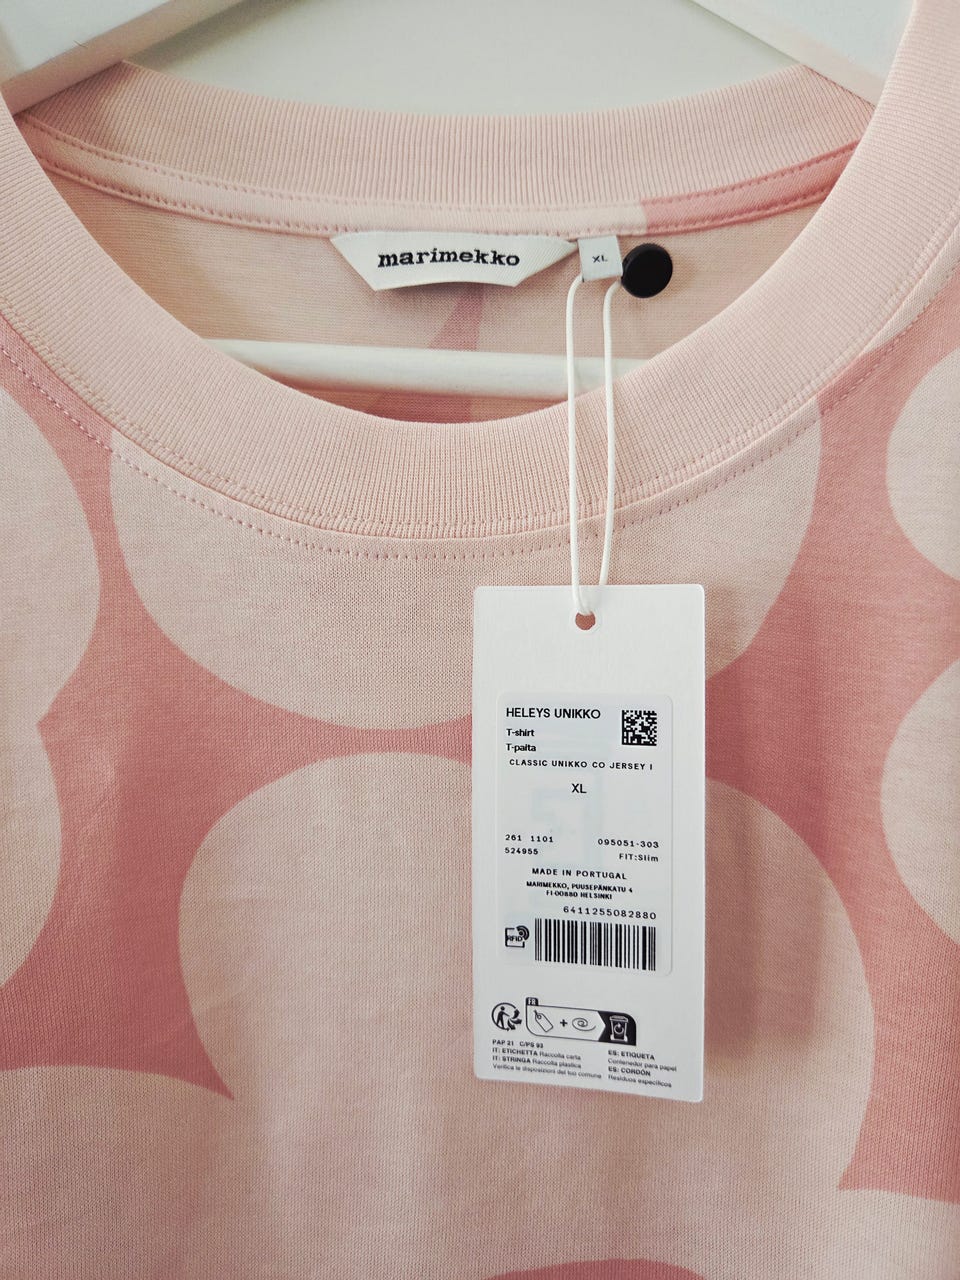 marimekko
XL
HELEYS UNIKKO
T-shirt
T-paita
CLASSIC UNIKKO CO JERSEY I
XL
261 1101 095051-303
524955 FIT:Slim
MADE IN PORTUGAL
MARIMEKKO, PUUSEPÄNKATU 4
FI-00880 HELSINKI
6411255082880
RFID
FR
PAP 21 C/PS 93
IT: ETICHETTA Raccolta carta
IT: STRINGA Raccolta plastica
Verifica le disposizioni del tuo comune
ES: ETIQUETA
Contenedor para papel
ES: CORDÓN
Residuos específicos